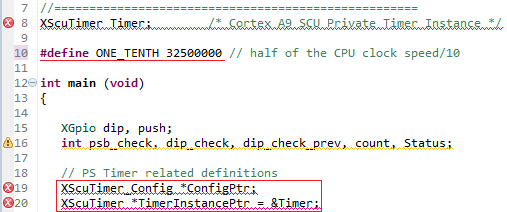 7 //====================================================
8 XScuTimer Timer; /* Cortex A9 SCU Private Timer Instance */
9
10 #define ONE_TENTH 32500000 // half of the CPU clock speed/10
11
12 int main (void)
13 {
14
15 XGpio dip, push;
16 int psb_check, dip_check, dip_check_prev, count, Status;
17
18 // PS Timer related definitions
19 XScuTimer_Config *ConfigPtr;
20 XScuTimer *TimerInstancePtr = &Timer;